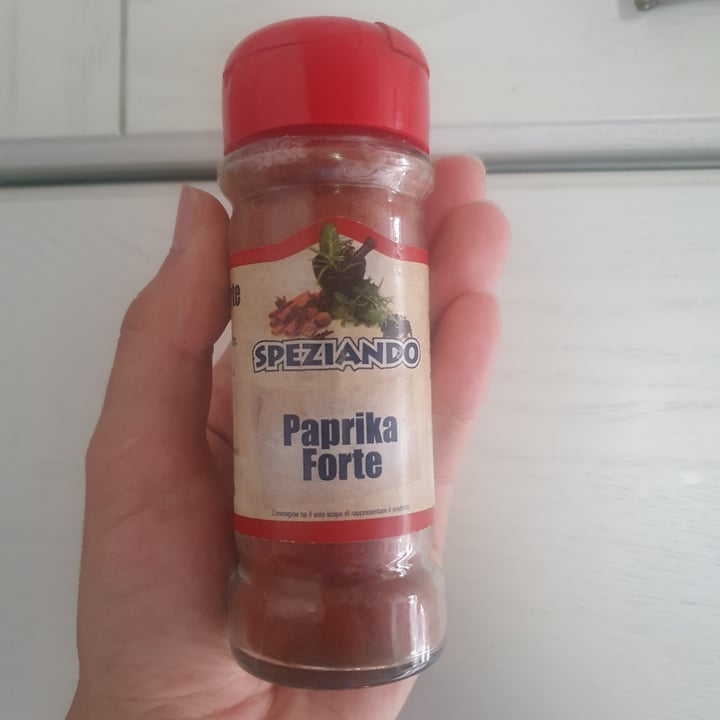 SPEZIANDO
Paprika
Forte
L'immagine ha il solo scopo di rappresentare il prodotto.